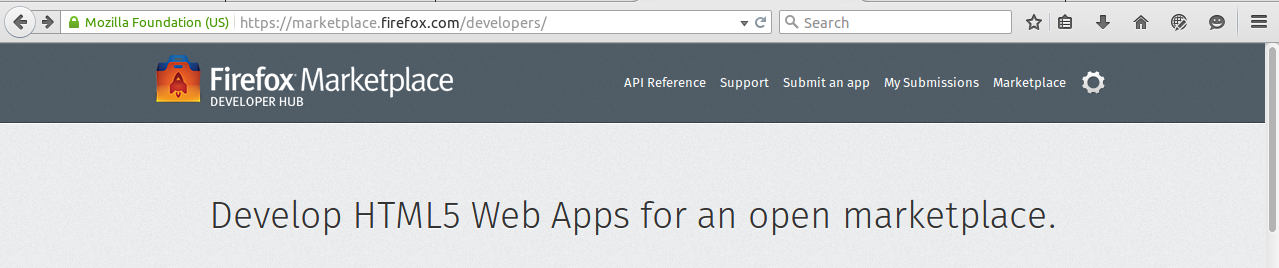 Mozilla Foundation (US) https://marketplace.firefox.com/developers/ Search
Firefox Marketplace
DEVELOPER HUB
API Reference Support Submit an app My Submissions Marketplace
Develop HTML5 Web Apps for an open marketplace.